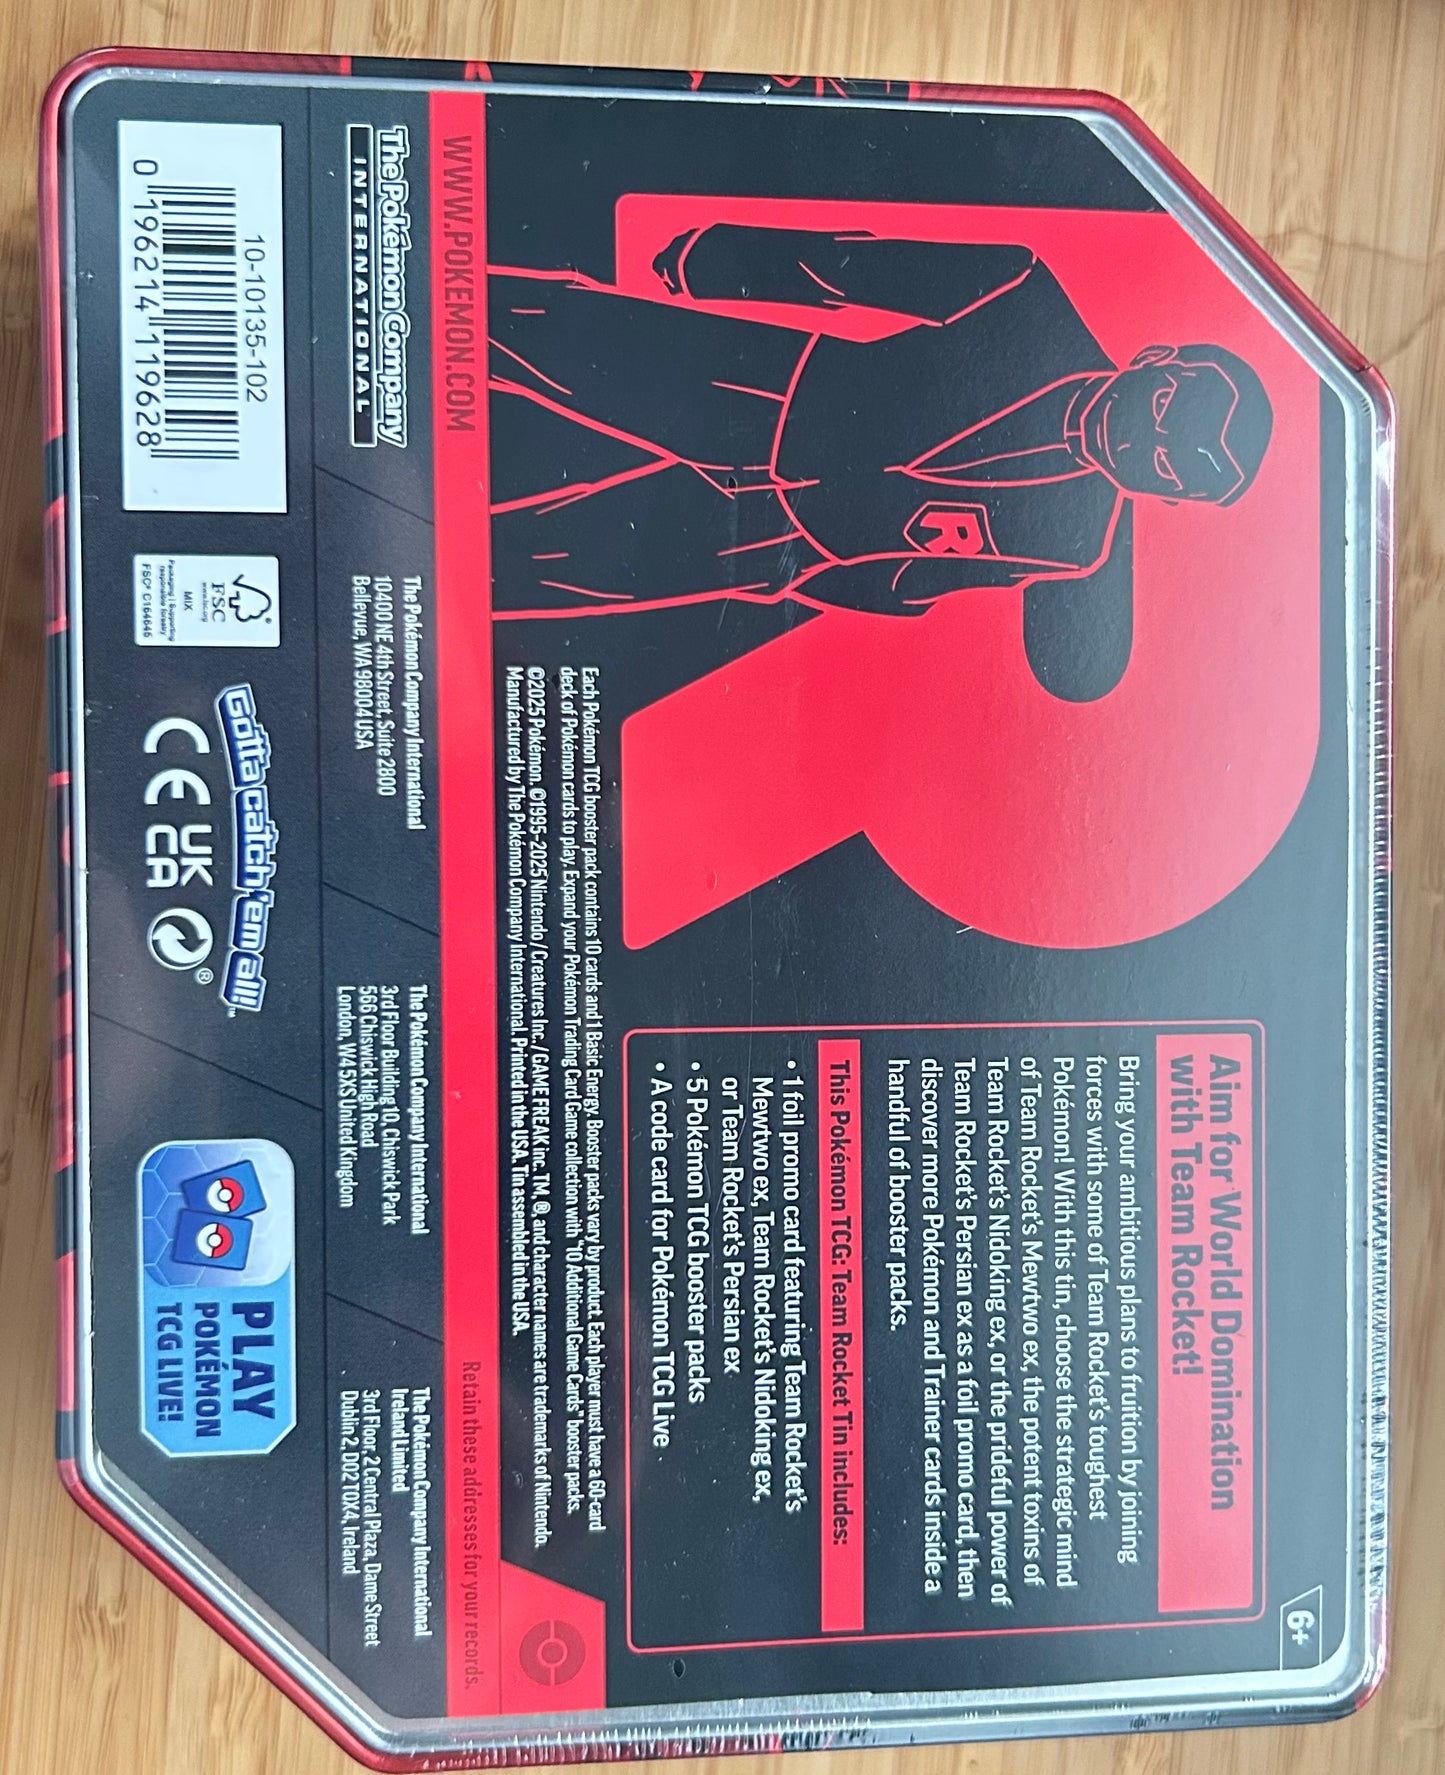 6+
Aim for World Domination
with Team Rocket!
Bring your ambitious plans to fruition by joining
forces with some of Team Rocket's toughest
Pokémon! With this tin, choose the strategic mind
of Team Rocket's Mewtwo ex, the potent toxins of
Team Rocket's Nidoking ex, or the prideful power of
Team Rocket's Persian ex as a foil promo card, then
discover more Pokémon and Trainer cards inside a
handful of booster packs.
This Pokémon TCG: Team Rocket Tin includes:
• 1 foil promo card featuring Team Rocket's
Mewtwo ex, Team Rocket's Nidoking ex,
or Team Rocket's Persian ex
• 5 Pokémon TCG booster packs
• A code card for Pokémon TCG Live
R
Each Pokémon TCG booster pack contains 10 cards and 1 Basic Energy. Booster packs vary by product. Each player must have a 60-card
deck of Pokémon cards to play. Expand your Pokémon Trading Card Game collection with "10 Additional Game Cards" booster packs.
©2025 Pokémon. ©1995–2025 Nintendo / Creatures Inc. / GAME FREAK inc. TM, ®, and character names are trademarks of Nintendo.
Manufactured by The Pokémon Company International. Printed in the USA. Tin assembled in the USA.
WWW.POKEMON.COM
Retain these addresses for your records.
The Pokémon Company
INTERNATIONAL
The Pokémon Company International
10400 NE 4th Street, Suite 2800
Bellevue, WA 98004 USA
The Pokémon Company International
3rd Floor Building 10, Chiswick Park
566 Chiswick High Road
London, W4 5XS United Kingdom
The Pokémon Company International
Ireland Limited
3rd Floor, 2 Central Plaza, Dame Street
Dublin 2, D02 T0X4, Ireland
10-10135-102
0 196214 119628
FSC®
www.fsc.org
MIX
Packaging | Supporting
responsible forestry
FSC® C164646
Gotta catch 'em all!™
®
CE
UK
CA
PLAY
POKÉMON
TCG LIVE!